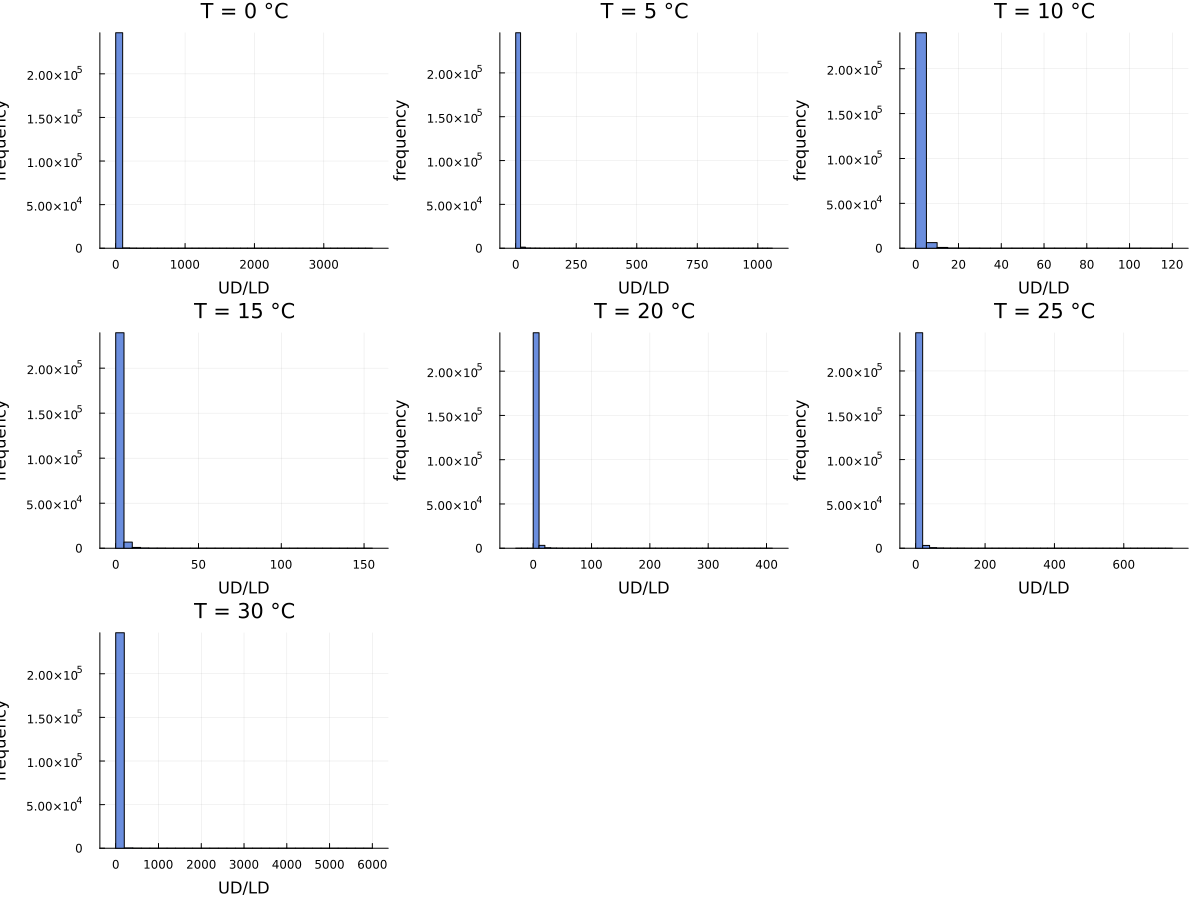 T = 0 °C
frequency
2.00×10⁵
1.50×10⁵
1.00×10⁵
5.00×10⁴
0
0 1000 2000 3000
UD/LD
T = 5 °C
frequency
2.00×10⁵
1.50×10⁵
1.00×10⁵
5.00×10⁴
0
0 250 500 750 1000
UD/LD
T = 10 °C
frequency
2.00×10⁵
1.50×10⁵
1.00×10⁵
5.00×10⁴
0
0 20 40 60 80 100 120
UD/LD
T = 15 °C
frequency
2.00×10⁵
1.50×10⁵
1.00×10⁵
5.00×10⁴
0
0 50 100 150
UD/LD
T = 20 °C
frequency
2.00×10⁵
1.50×10⁵
1.00×10⁵
5.00×10⁴
0
0 100 200 300 400
UD/LD
T = 25 °C
frequency
2.00×10⁵
1.50×10⁵
1.00×10⁵
5.00×10⁴
0
0 200 400 600
UD/LD
T = 30 °C
frequency
2.00×10⁵
1.50×10⁵
1.00×10⁵
5.00×10⁴
0
0 1000 2000 3000 4000 5000 6000
UD/LD